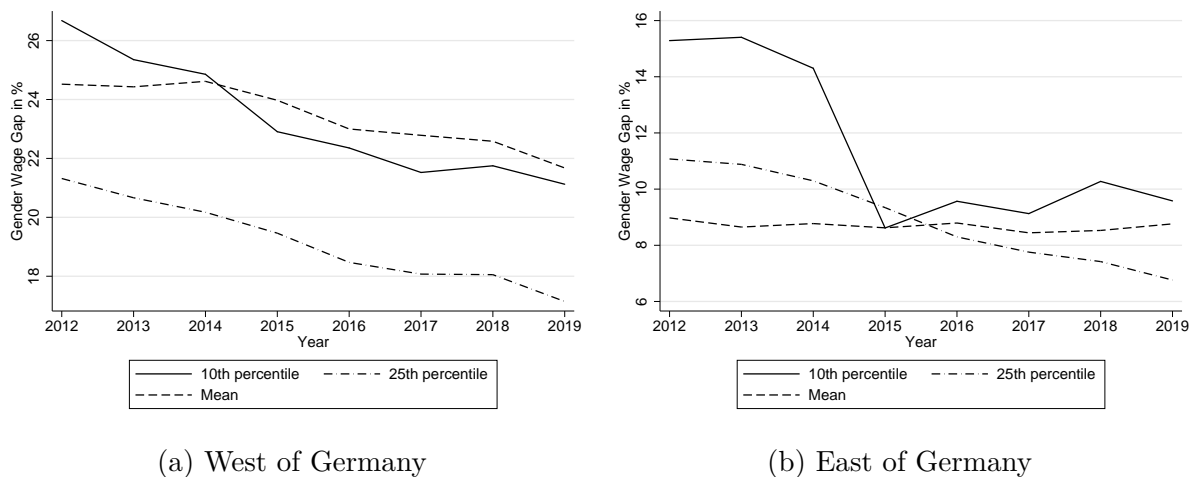 Gender Wage Gap in %
26
24
22
20
18
2012 2013 2014 2015 2016 2017 2018 2019
Year
10th percentile 25th percentile
Mean
(a) West of Germany
Gender Wage Gap in %
16
14
12
10
8
6
2012 2013 2014 2015 2016 2017 2018 2019
Year
10th percentile 25th percentile
Mean
(b) East of Germany